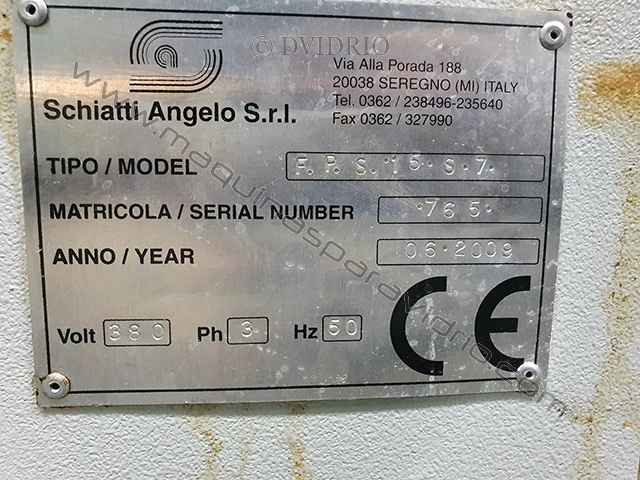 © DVIDRIO
Via Alla Porada 188
20038 SEREGNO (MI) ITALY
Tel. 0362 / 238496-235640
Fax 0362 / 327990
Schiatti Angelo S.r.l.
TIPO / MODEL F.P.S.15-S-7
MATRICOLA / SERIAL NUMBER 765
ANNO / YEAR 06-2009
Volt 380 Ph 3 Hz 50 CE
www.maquinasparavidrio.com